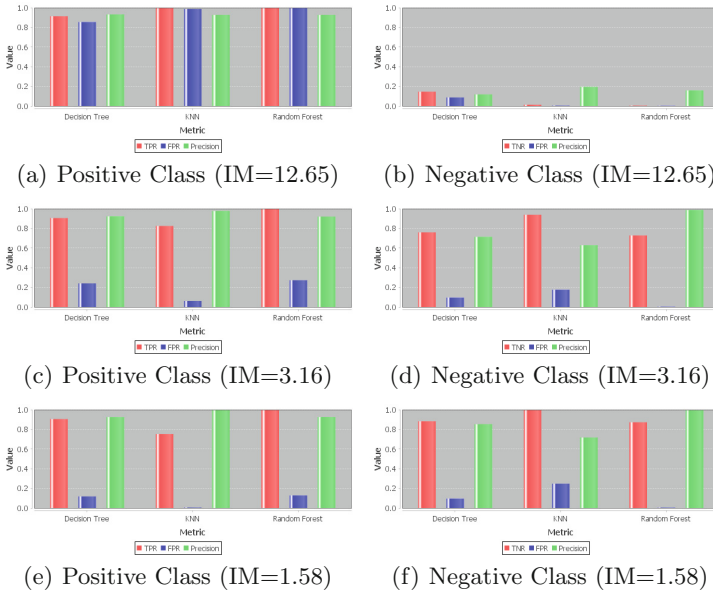 1.0
0.8
0.6
0.4
0.2
0.0
Value
Decision Tree KNN Random Forest
Metric
TPR FPR Precision
(a) Positive Class (IM=12.65)
1.0
0.8
0.6
0.4
0.2
0.0
Value
Decision Tree KNN Random Forest
Metric
TNR FPR Precision
(b) Negative Class (IM=12.65)
1.0
0.8
0.6
0.4
0.2
0.0
Value
Decision Tree KNN Random Forest
Metric
TPR FPR Precision
(c) Positive Class (IM=3.16)
1.0
0.8
0.6
0.4
0.2
0.0
Value
Decision Tree KNN Random Forest
Metric
TNR FPR Precision
(d) Negative Class (IM=3.16)
1.0
0.8
0.6
0.4
0.2
0.0
Value
Decision Tree KNN Random Forest
Metric
TPR FPR Precision
(e) Positive Class (IM=1.58)
1.0
0.8
0.6
0.4
0.2
0.0
Value
Decision Tree KNN Random Forest
Metric
TNR FPR Precision
(f) Negative Class (IM=1.58)